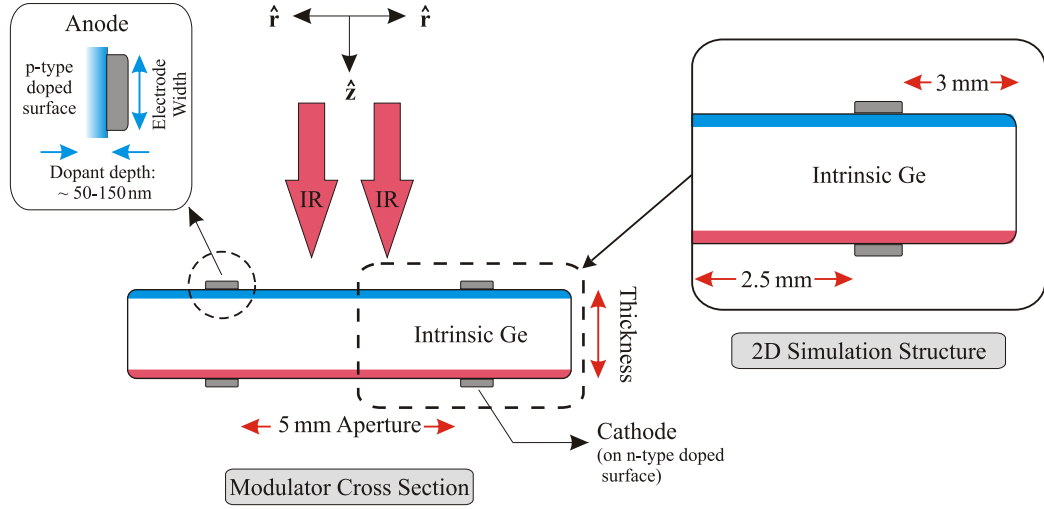 Anode
p-type
doped
surface
Electrode
Width
Dopant depth:
~ 50-150 nm
r̂
r̂
ẑ
IR
IR
Intrinsic Ge
Thickness
5 mm Aperture
Cathode
(on n-type doped
surface)
Modulator Cross Section
3 mm
Intrinsic Ge
2.5 mm
2D Simulation Structure